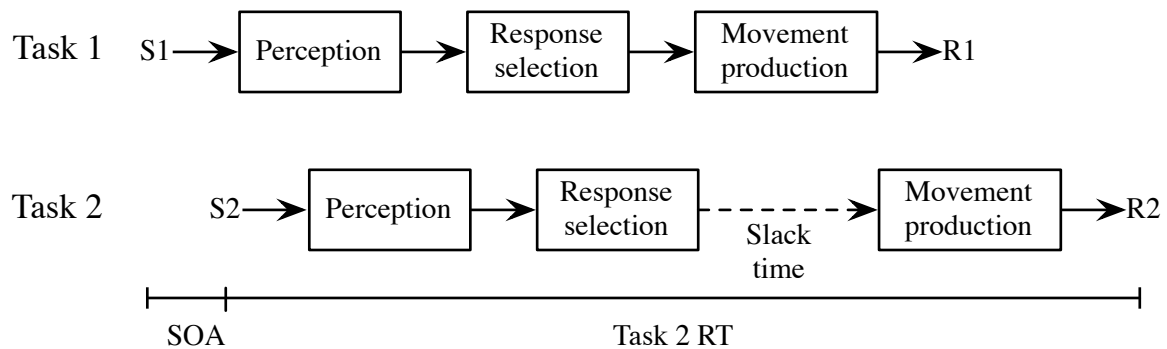 Task 1
S1
Perception
Response
selection
Movement
production
R1
Task 2
S2
Perception
Response
selection
Slack
time
Movement
production
R2
SOA
Task 2 RT